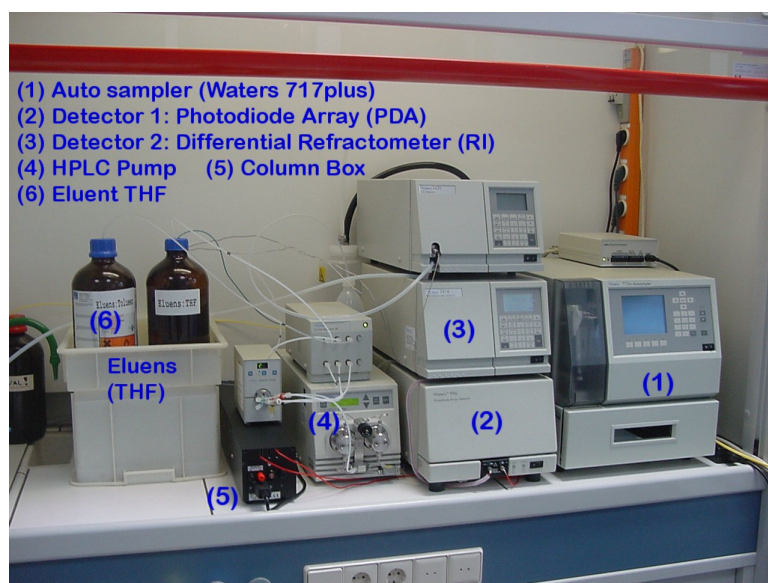 (1) Auto sampler (Waters 717plus)
(2) Detector 1: Photodiode Array (PDA)
(3) Detector 2: Differential Refractometer (RI)
(4) HPLC Pump (5) Column Box
(6) Eluent THF
Eluens:Toluen
Eluens:THF
(6)
(3)
Eluens
(THF)
(1)
(4)
(2)
(5)